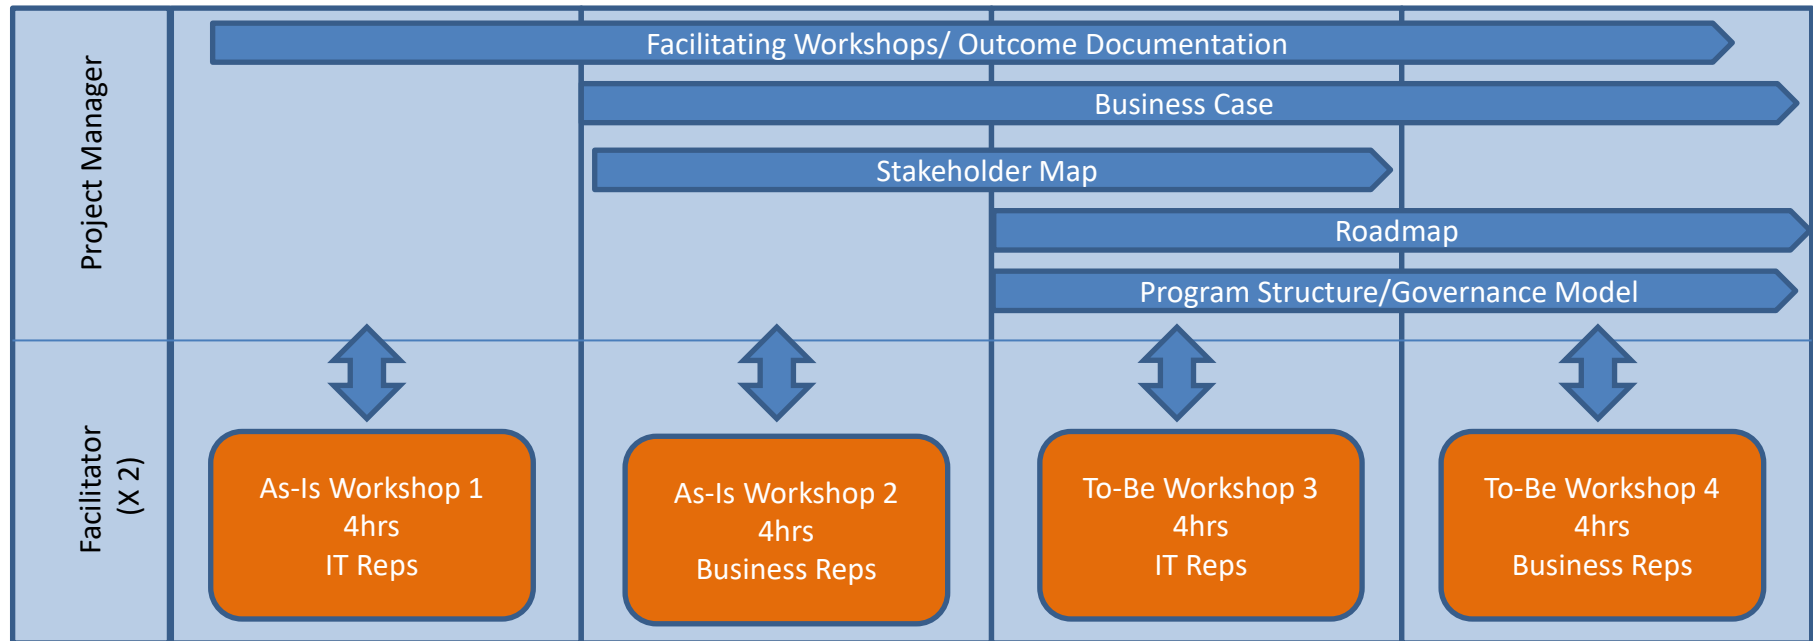 Project Manager
Facilitating Workshops/ Outcome Documentation
Business Case
Stakeholder Map
Roadmap
Program Structure/Governance Model
Facilitator
(X 2)
As-Is Workshop 1
4hrs
IT Reps
As-Is Workshop 2
4hrs
Business Reps
To-Be Workshop 3
4hrs
IT Reps
To-Be Workshop 4
4hrs
Business Reps